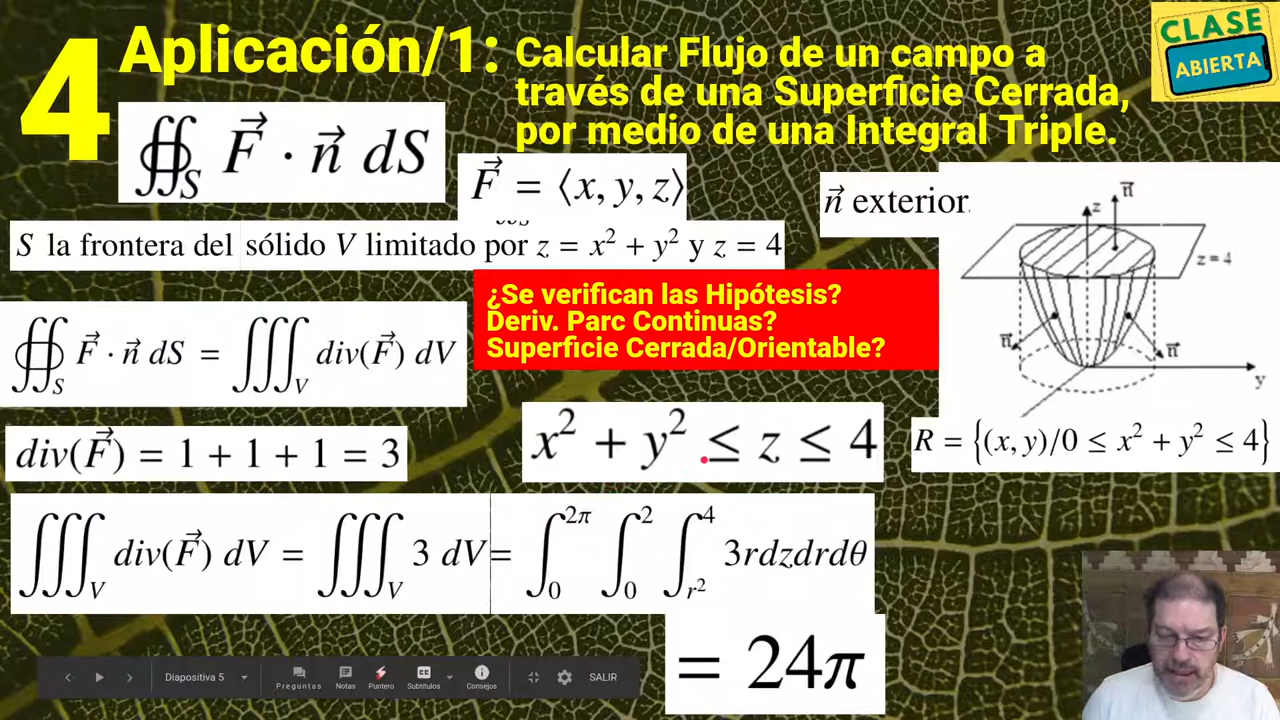 4
Aplicación/1:
Calcular Flujo de un campo a
través de una Superficie Cerrada,
por medio de una Integral Triple.
CLASE
ABIERTA
∯_S F⃗ · n⃗ dS
F⃗ = ⟨x, y, z⟩
n⃗ exterior.
S la frontera del sólido V limitado por z = x² + y² y z = 4
¿Se verifican las Hipótesis?
Deriv. Parc Continuas?
Superficie Cerrada/Orientable?
n⃗
z
z = 4
n⃗
n⃗
y
∯_S F⃗ · n⃗ dS = ∭_V div(F⃗) dV
div(F⃗) = 1 + 1 + 1 = 3
x² + y² ≤ z ≤ 4
R = {(x, y)/0 ≤ x² + y² ≤ 4}
∭_V div(F⃗) dV = ∭_V 3 dV = ∫_0^{2π} ∫_0^2 ∫_{r²}^4 3rdzdrdθ
= 24π
Diapositiva 5
Preguntas
Notas
Puntero
Subtítulos
Consejos
SALIR